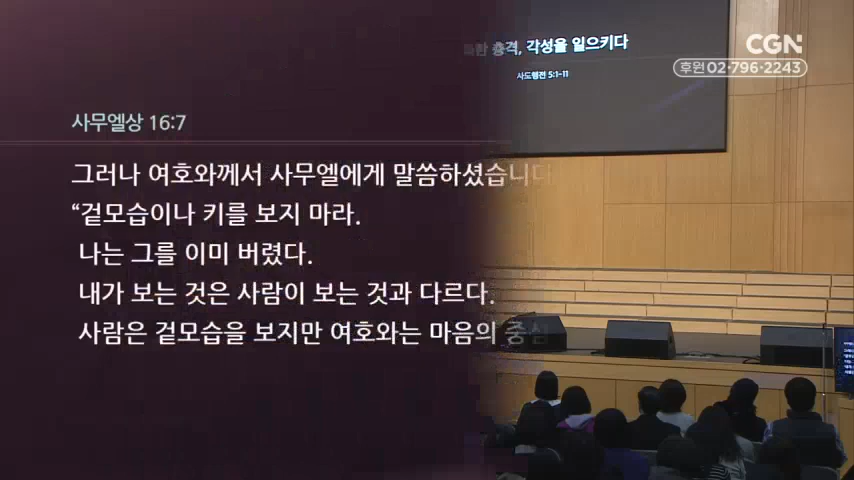 충격, 각성을 일으키다
사도행전 5:1-11
CGN
후원 02·796·2243
사무엘상 16:7
그러나 여호와께서 사무엘에게 말씀하셨습니다
“겉모습이나 키를 보지 마라.
나는 그를 이미 버렸다.
내가 보는 것은 사람이 보는 것과 다르다.
사람은 겉모습을 보지만 여호와는 마음의 중심